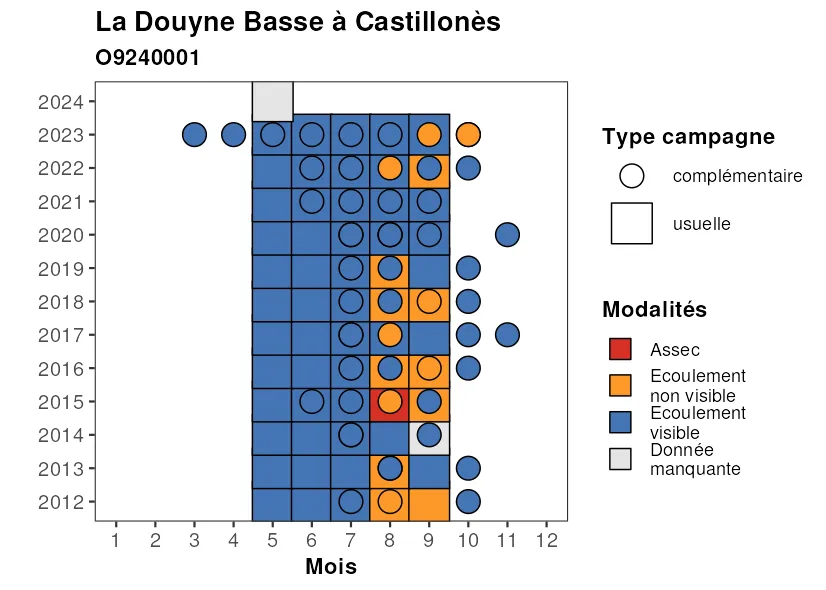 La Douyne Basse à Castillonès
O9240001
2024
2023
2022
2021
2020
2019
2018
2017
2016
2015
2014
2013
2012
1 2 3 4 5 6 7 8 9 10 11 12
Mois
Type campagne
complémentaire
usuelle
Modalités
Assec
Ecoulement
non visible
Ecoulement
visible
Donnée
manquante